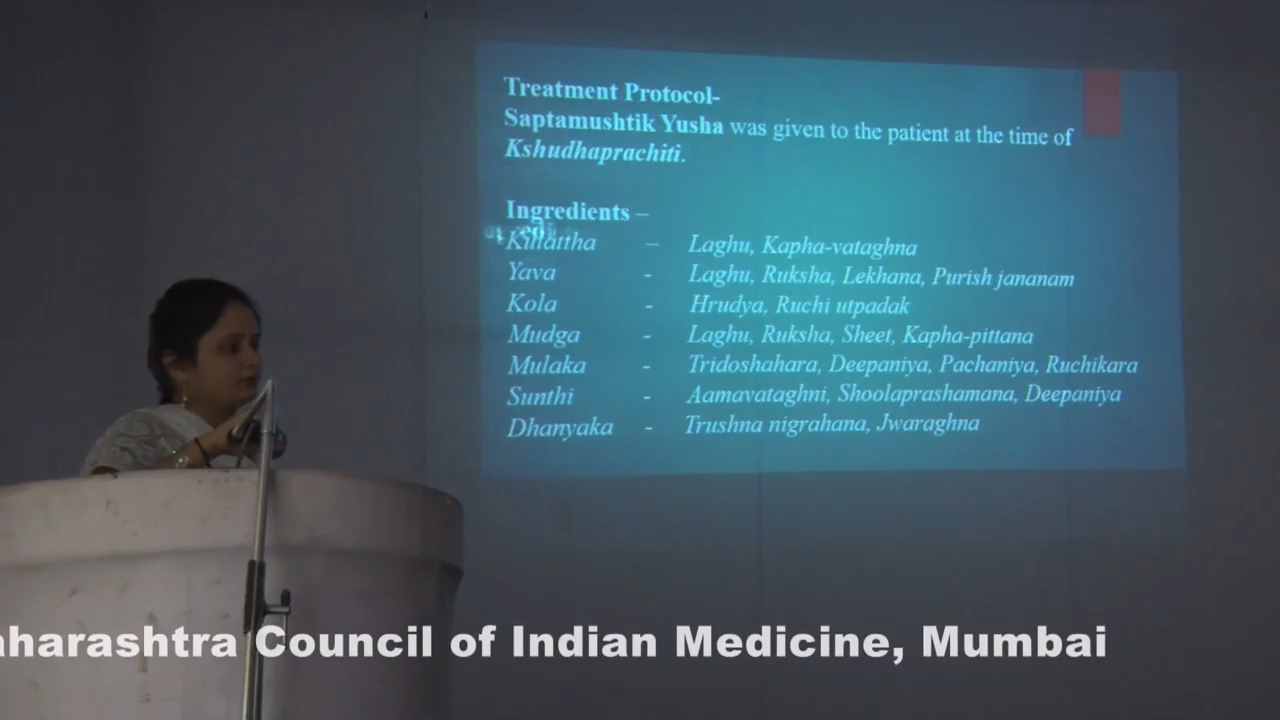 Treatment Protocol-
Saptamushtik Yusha was given to the patient at the time of
Kshudhaprachiti.
Ingredients –
Kulattha – Laghu, Kapha-vataghna
Yava - Laghu, Ruksha, Lekhana, Purish jananam
Kola - Hrudya, Ruchi utpadak
Mudga - Laghu, Ruksha, Sheet, Kapha-pittana
Mulaka - Tridoshahara, Deepaniya, Pachaniya, Ruchikara
Sunthi - Aamavataghni, Shoolaprashamana, Deepaniya
Dhanyaka - Trushna nigrahana, Jwaraghna
aharashtra Council of Indian Medicine, Mumbai